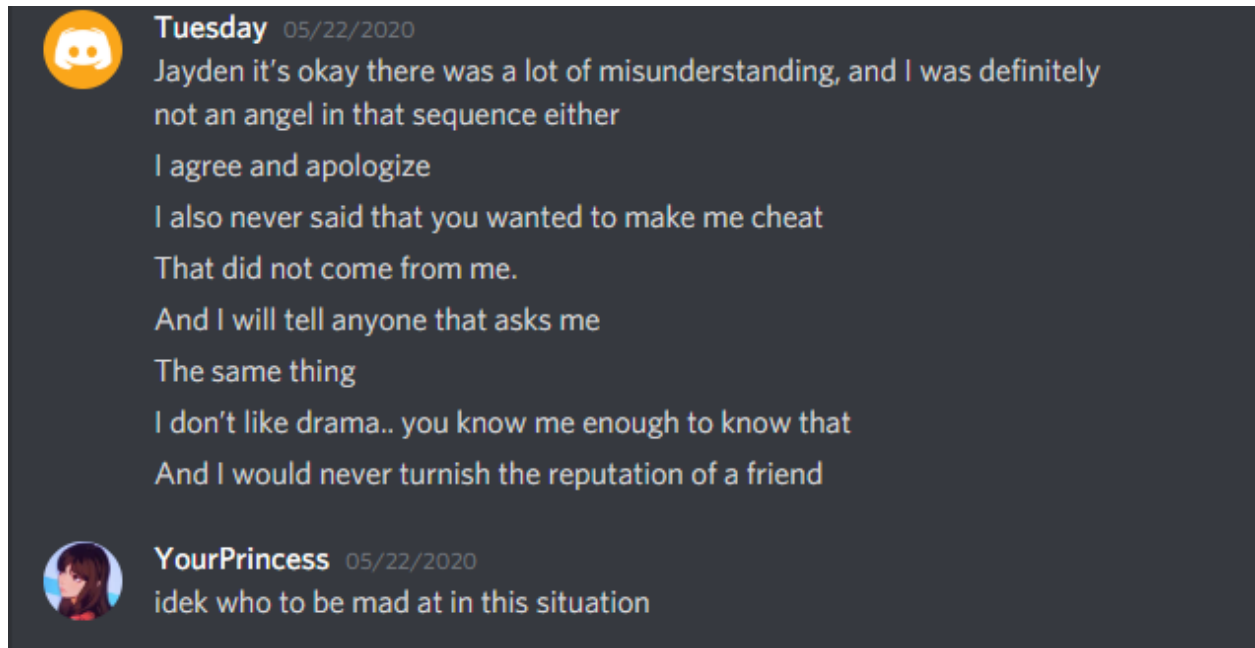 Tuesday 05/22/2020
Jayden it's okay there was a lot of misunderstanding, and I was definitely
not an angel in that sequence either
I agree and apologize
I also never said that you wanted to make me cheat
That did not come from me.
And I will tell anyone that asks me
The same thing
I don't like drama.. you know me enough to know that
And I would never turnish the reputation of a friend
YourPrincess 05/22/2020
idek who to be mad at in this situation